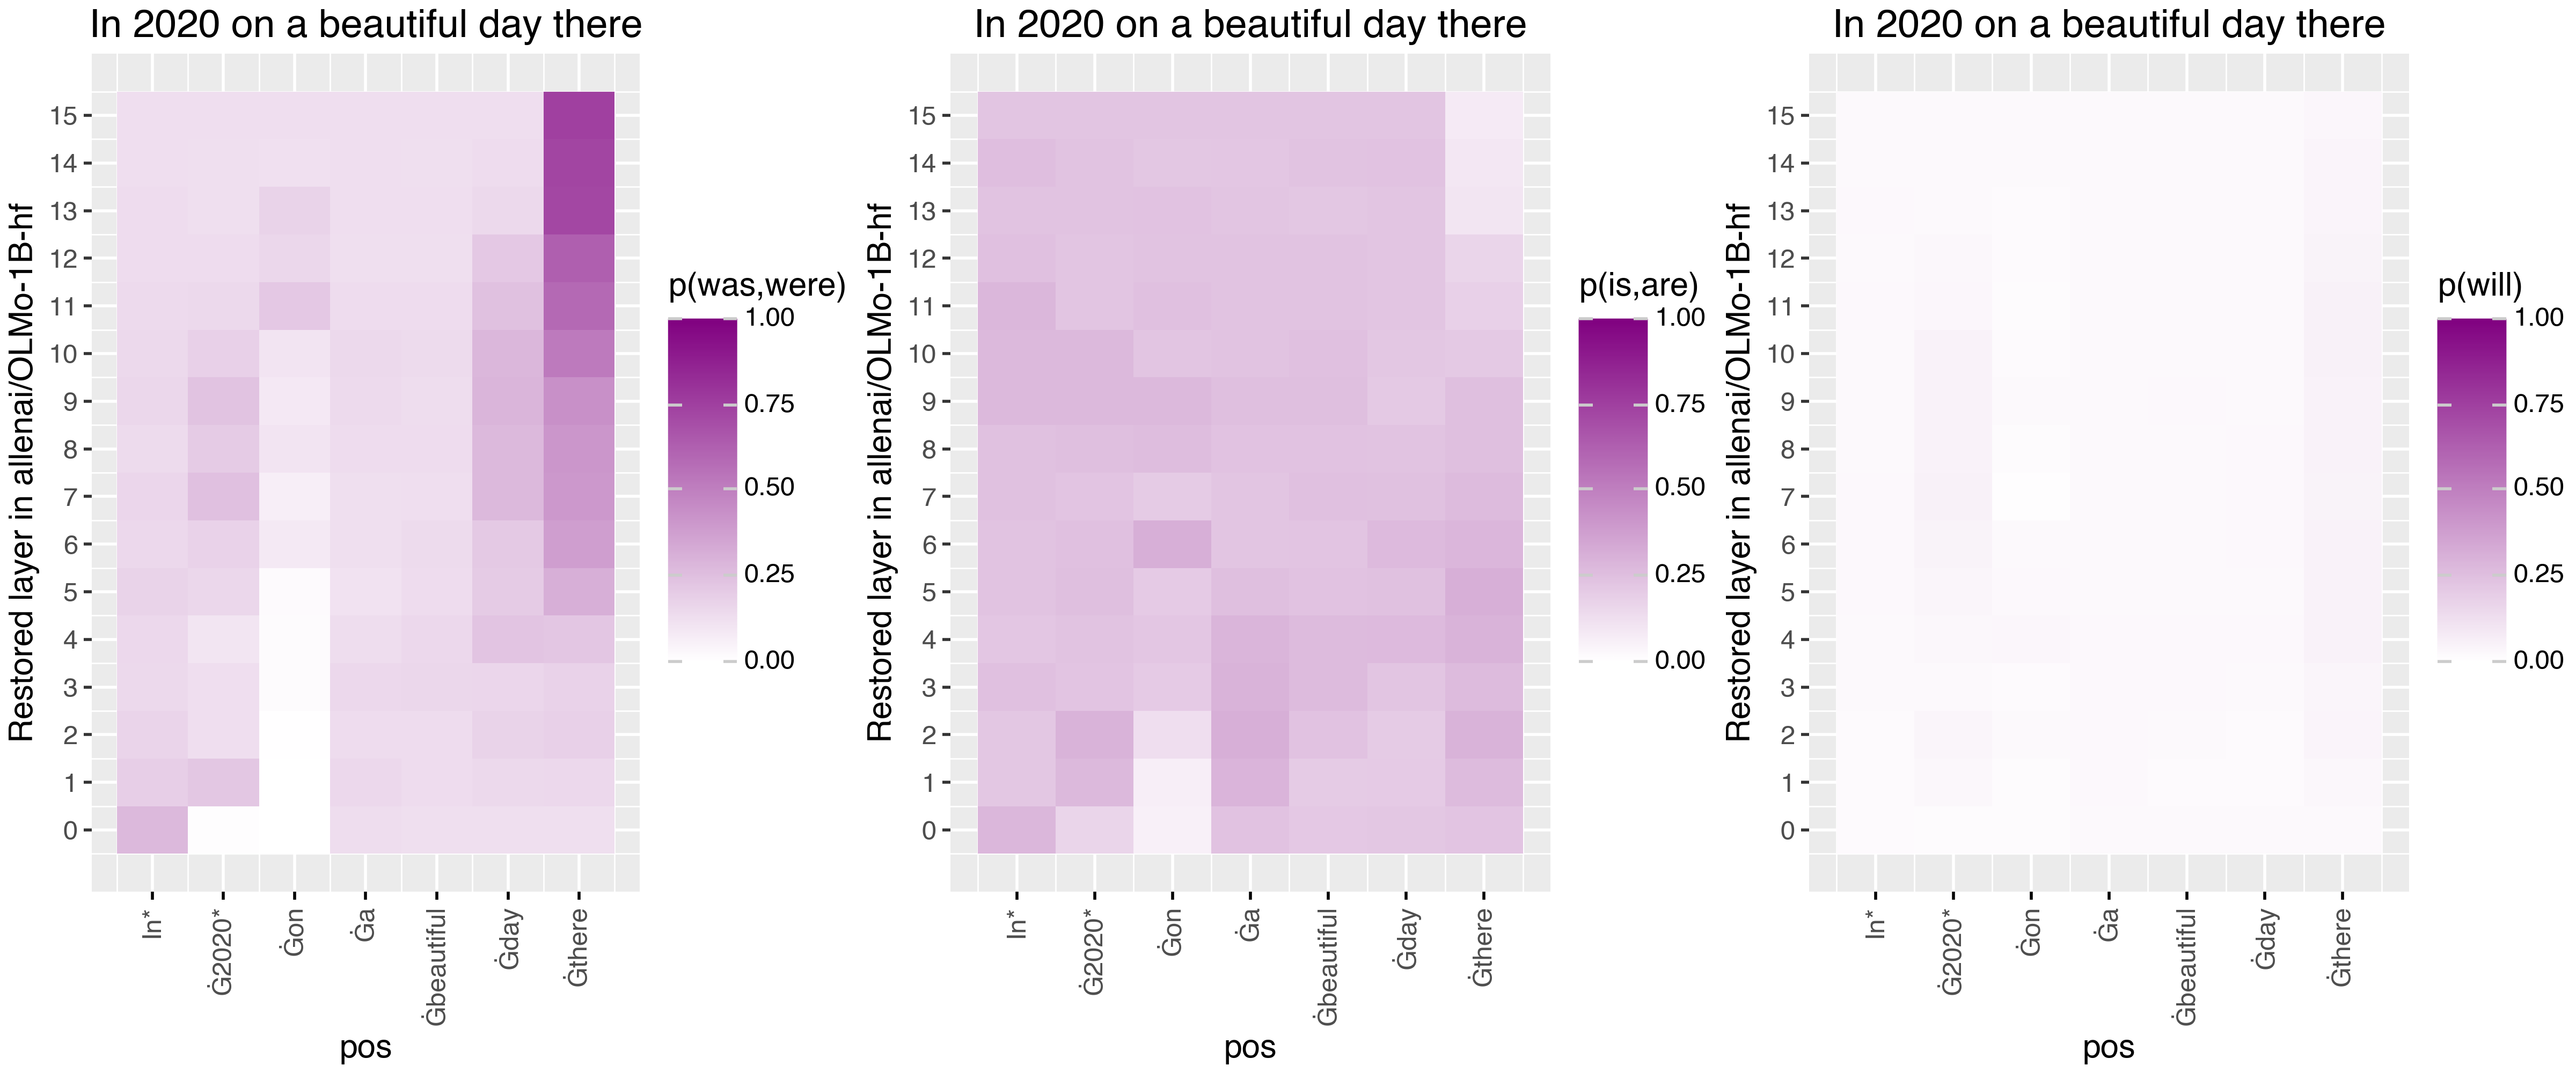 In 2020 on a beautiful day there
Restored layer in allenai/OLMo-1B-hf
15
14
13
12
11
10
9
8
7
6
5
4
3
2
1
0
In*
Ġ2020*
Ġon
Ġa
Ġbeautiful
Ġday
Ġthere
pos
p(was,were)
1.00
0.75
0.50
0.25
0.00
In 2020 on a beautiful day there
Restored layer in allenai/OLMo-1B-hf
15
14
13
12
11
10
9
8
7
6
5
4
3
2
1
0
In*
Ġ2020*
Ġon
Ġa
Ġbeautiful
Ġday
Ġthere
pos
p(is,are)
1.00
0.75
0.50
0.25
0.00
In 2020 on a beautiful day there
Restored layer in allenai/OLMo-1B-hf
15
14
13
12
11
10
9
8
7
6
5
4
3
2
1
0
In*
Ġ2020*
Ġon
Ġa
Ġbeautiful
Ġday
Ġthere
pos
p(will)
1.00
0.75
0.50
0.25
0.00